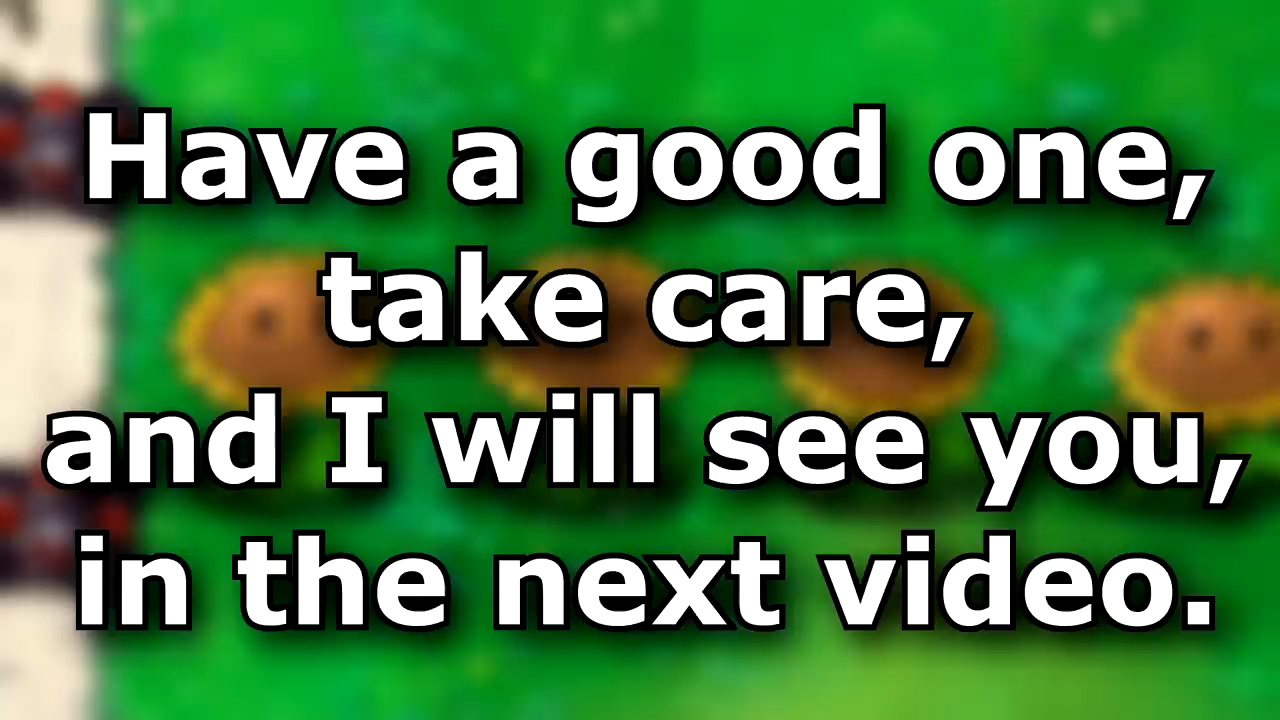 Have a good one,
take care,
and I will see you,
in the next video.